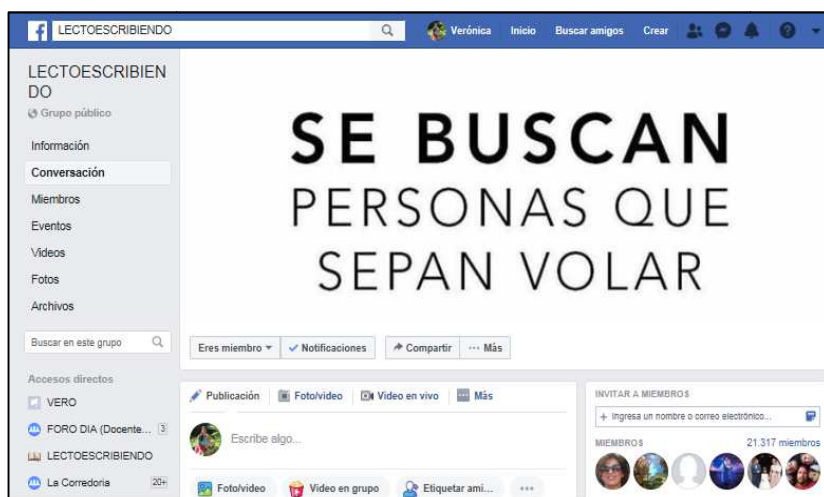 LECTOESCRIBIENDO
Verónica Inicio Buscar amigos Crear
LECTOESCRIBIEN
DO
Grupo público
Información
Conversación
Miembros
Eventos
Videos
Fotos
Archivos
Buscar en este grupo
Accesos directos
VERO
FORO DIA (Docente... 3
LECTOESCRIBIENDO
La Corredoria 20+
SE BUSCAN
PERSONAS QUE
SEPAN VOLAR
Eres miembro Notificaciones Compartir ··· Más
Publicación Foto/video Video en vivo Más
Escribe algo...
Foto/video Video en grupo Etiquetar ami... ···
INVITAR A MIEMBROS
+ Ingresa un nombre o correo electrónico...
MIEMBROS 21.317 miembros